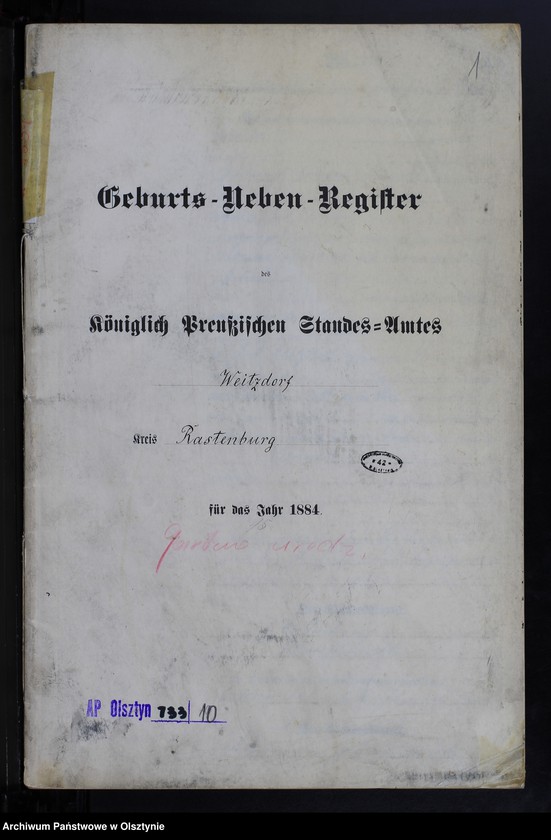 1
Geburts-Neben-Register
des
Königlich Preußischen Standes-Amtes
Weitzdorf
Kreis Rastenburg
* 42 *
für das Jahr 1884.
AP Olsztyn 733/10
Archiwum Państwowe w Olsztynie